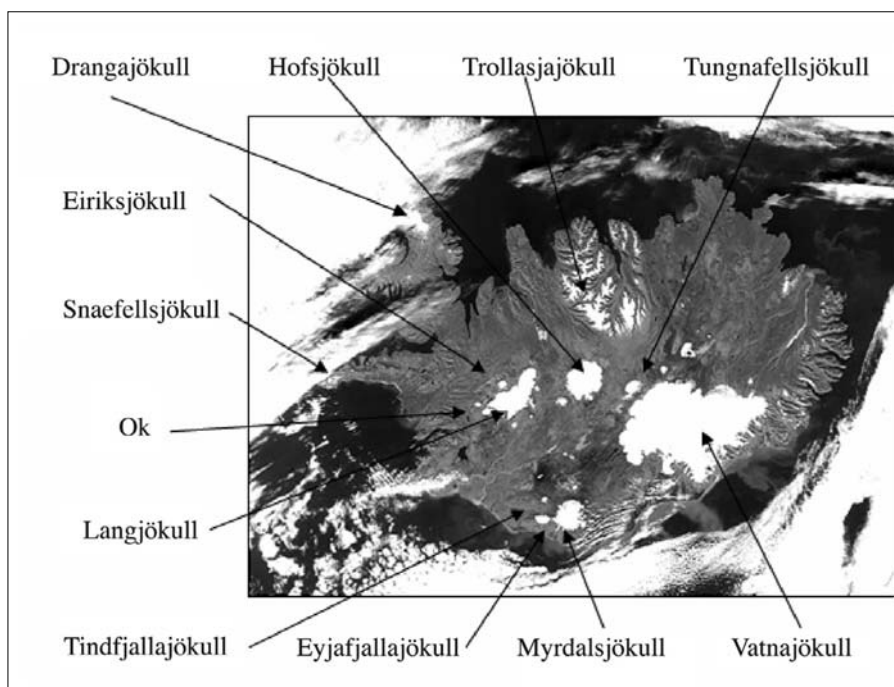 Drangajökull Hofsjökull Trollasjajökull Tungnafellsjökull
Eiriksjökull
Snaefellsjökull
Ok
Langjökull
Tindfjallajökull Eyjafjallajökull Myrdalsjökull Vatnajökull